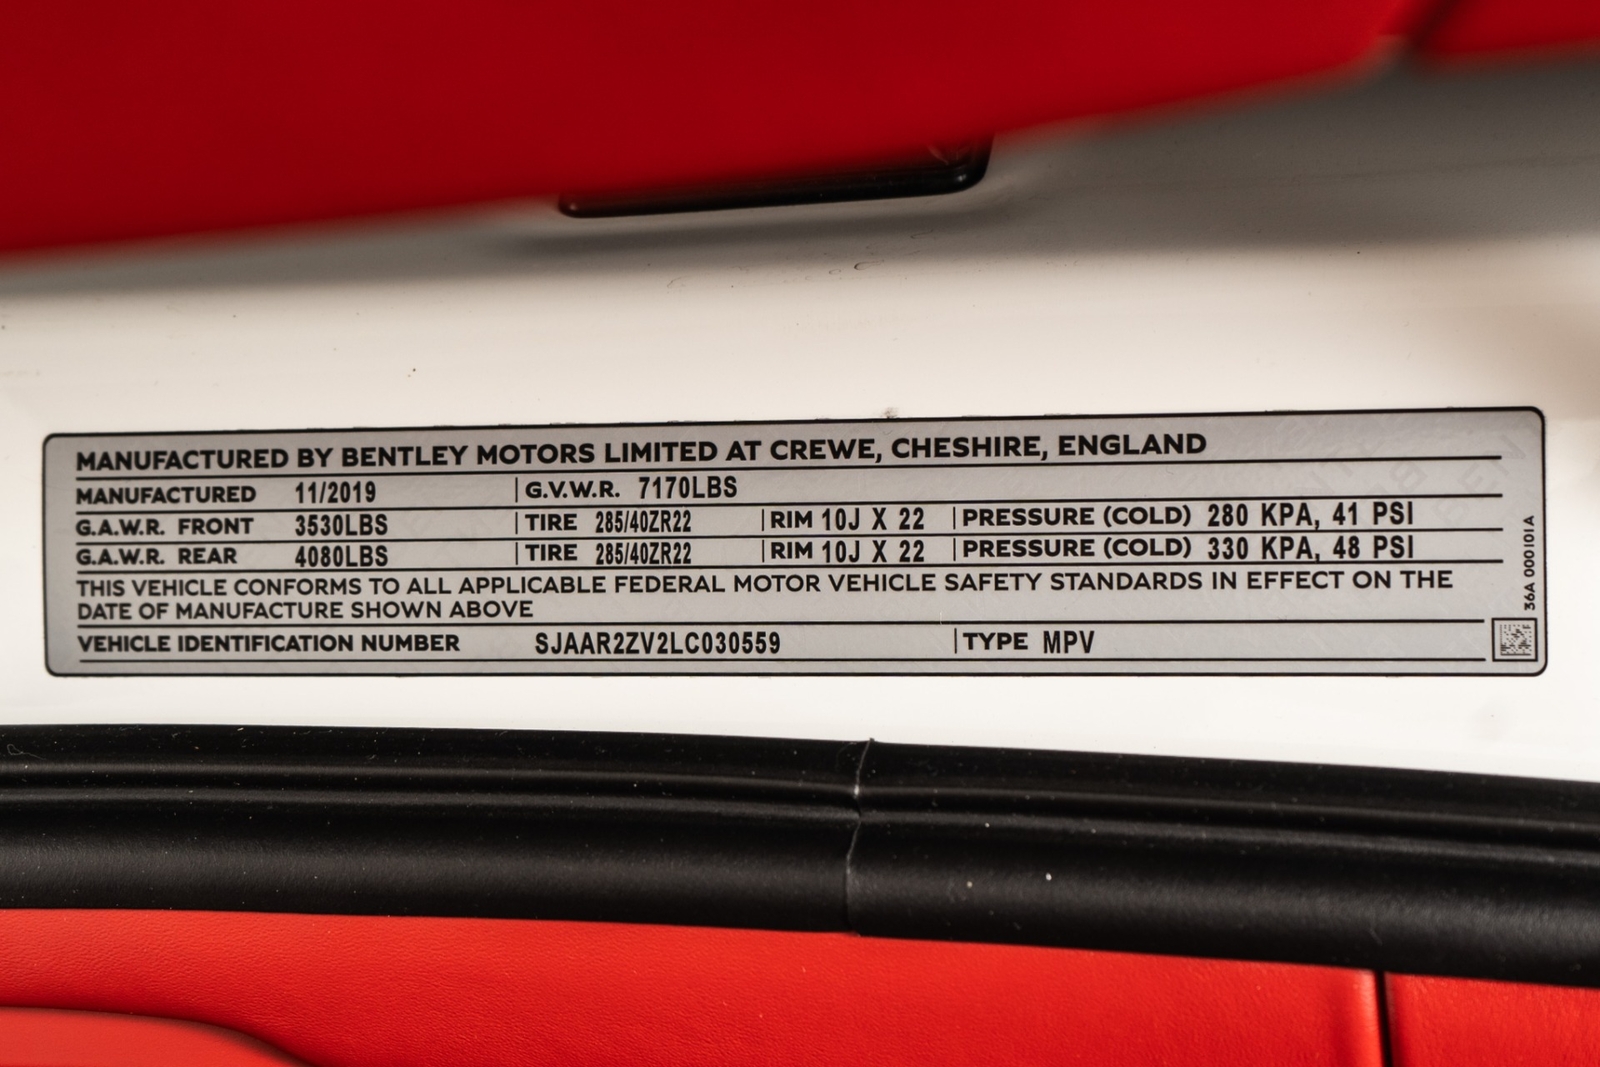 MANUFACTURED BY BENTLEY MOTORS LIMITED AT CREWE, CHESHIRE, ENGLAND
MANUFACTURED 11/2019 | G.V.W.R. 7170LBS
G.A.W.R. FRONT 3530LBS | TIRE 285/40ZR22 | RIM 10J X 22 | PRESSURE (COLD) 280 KPA, 41 PSI
G.A.W.R. REAR 4080LBS | TIRE 285/40ZR22 | RIM 10J X 22 | PRESSURE (COLD) 330 KPA, 48 PSI
THIS VEHICLE CONFORMS TO ALL APPLICABLE FEDERAL MOTOR VEHICLE SAFETY STANDARDS IN EFFECT ON THE
DATE OF MANUFACTURE SHOWN ABOVE
VEHICLE IDENTIFICATION NUMBER SJAAR2ZV2LC030559 | TYPE MPV
36A 000101A